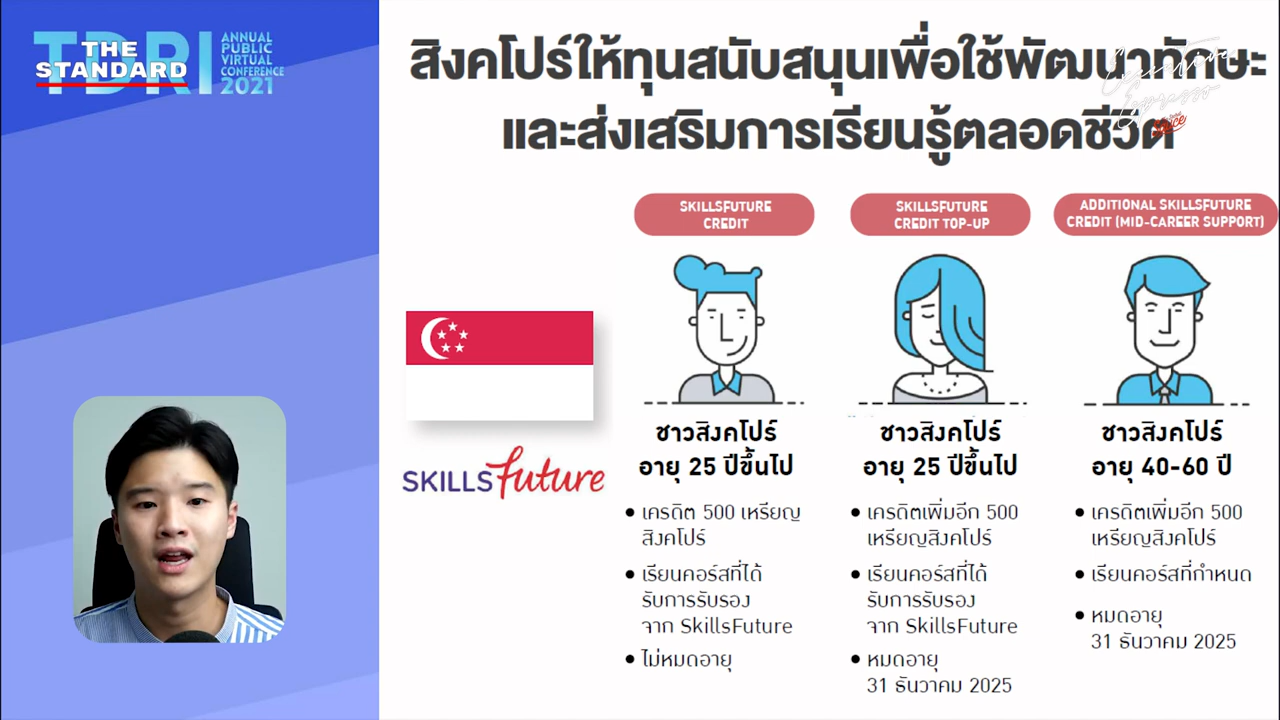 TDRI
THE
STANDARD
ANNUAL
PUBLIC
VIRTUAL
CONFERENCE
2021
สิงคโปร์ให้ทุนสนับสนุนเพื่อใช้พัฒนาทักษะ
และส่งเสริมการเรียนรู้ตลอดชีวิต
Executive
Espresso
SKILLSFUTURE
CREDIT
SKILLSFUTURE
CREDIT TOP-UP
ADDITIONAL SKILLSFUTURE
CREDIT (MID-CAREER SUPPORT)
SKILLSfuture
ชาวสิงคโปร์
อายุ 25 ปีขึ้นไป
• เครดิต 500 เหรียญ
สิงคโปร์
• เรียนคอร์สที่ได้
รับการรับรอง
จาก SkillsFuture
• ไม่หมดอายุ
ชาวสิงคโปร์
อายุ 25 ปีขึ้นไป
• เครดิตเพิ่มอีก 500
เหรียญสิงคโปร์
• เรียนคอร์สที่ได้
รับการรับรอง
จาก SkillsFuture
• หมดอายุ
31 ธันวาคม 2025
ชาวสิงคโปร์
อายุ 40-60 ปี
• เครดิตเพิ่มอีก 500
เหรียญสิงคโปร์
• เรียนคอร์สที่กำหนด
• หมดอายุ
31 ธันวาคม 2025